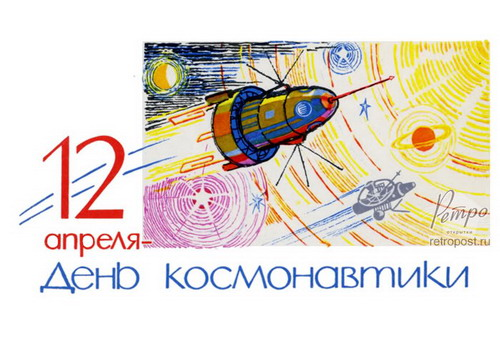 12
апреля-
День космонавтики
Ретро
открытки
retropost.ru